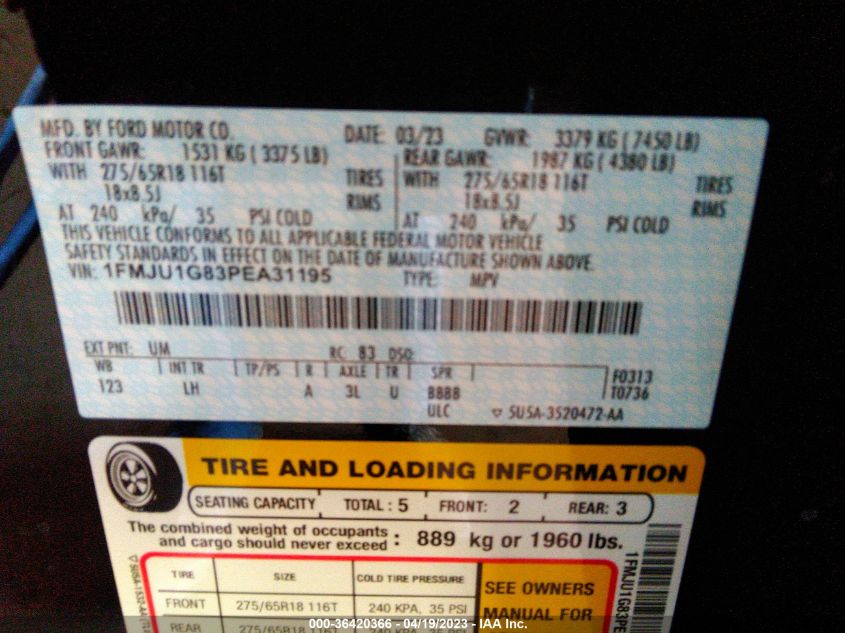 MFD. BY FORD MOTOR CO. DATE: 03/23 GVWR: 3379 KG ( 7450 LB)
FRONT GAWR: 1531 KG ( 3375 LB) REAR GAWR: 1987 KG ( 4380 LB)
WITH 275/65R18 116T TIRES WITH 275/65R18 116T TIRES
18x8.5J RIMS 18x8.5J RIMS
AT 240 kPa/ 35 PSI COLD AT 240 kPa/ 35 PSI COLD
THIS VEHICLE CONFORMS TO ALL APPLICABLE FEDERAL MOTOR VEHICLE
SAFETY STANDARDS IN EFFECT ON THE DATE OF MANUFACTURE SHOWN ABOVE.
VIN: 1FMJU1G83PEA31195 TYPE: MPV
EXT PNT: UM RC: 83 DSO:
WB INT TR TP/PS R AXLE TR SPR F0313
123 LH A 3L U 8888 T0736
ULC ▽ 5U5A-3520472-AA
TIRE AND LOADING INFORMATION
SEATING CAPACITY TOTAL : 5 FRONT: 2 REAR: 3
The combined weight of occupants
and cargo should never exceed : 889 kg or 1960 lbs.
TIRE SIZE COLD TIRE PRESSURE SEE OWNERS
FRONT 275/65R18 116T 240 KPA, 35 PSI MANUAL FOR
REAR 275/65R18 116T 240 KPA, 35 PSI
1FMJU1G83PE
000-36420366 - 04/19/2023 - IAA Inc.